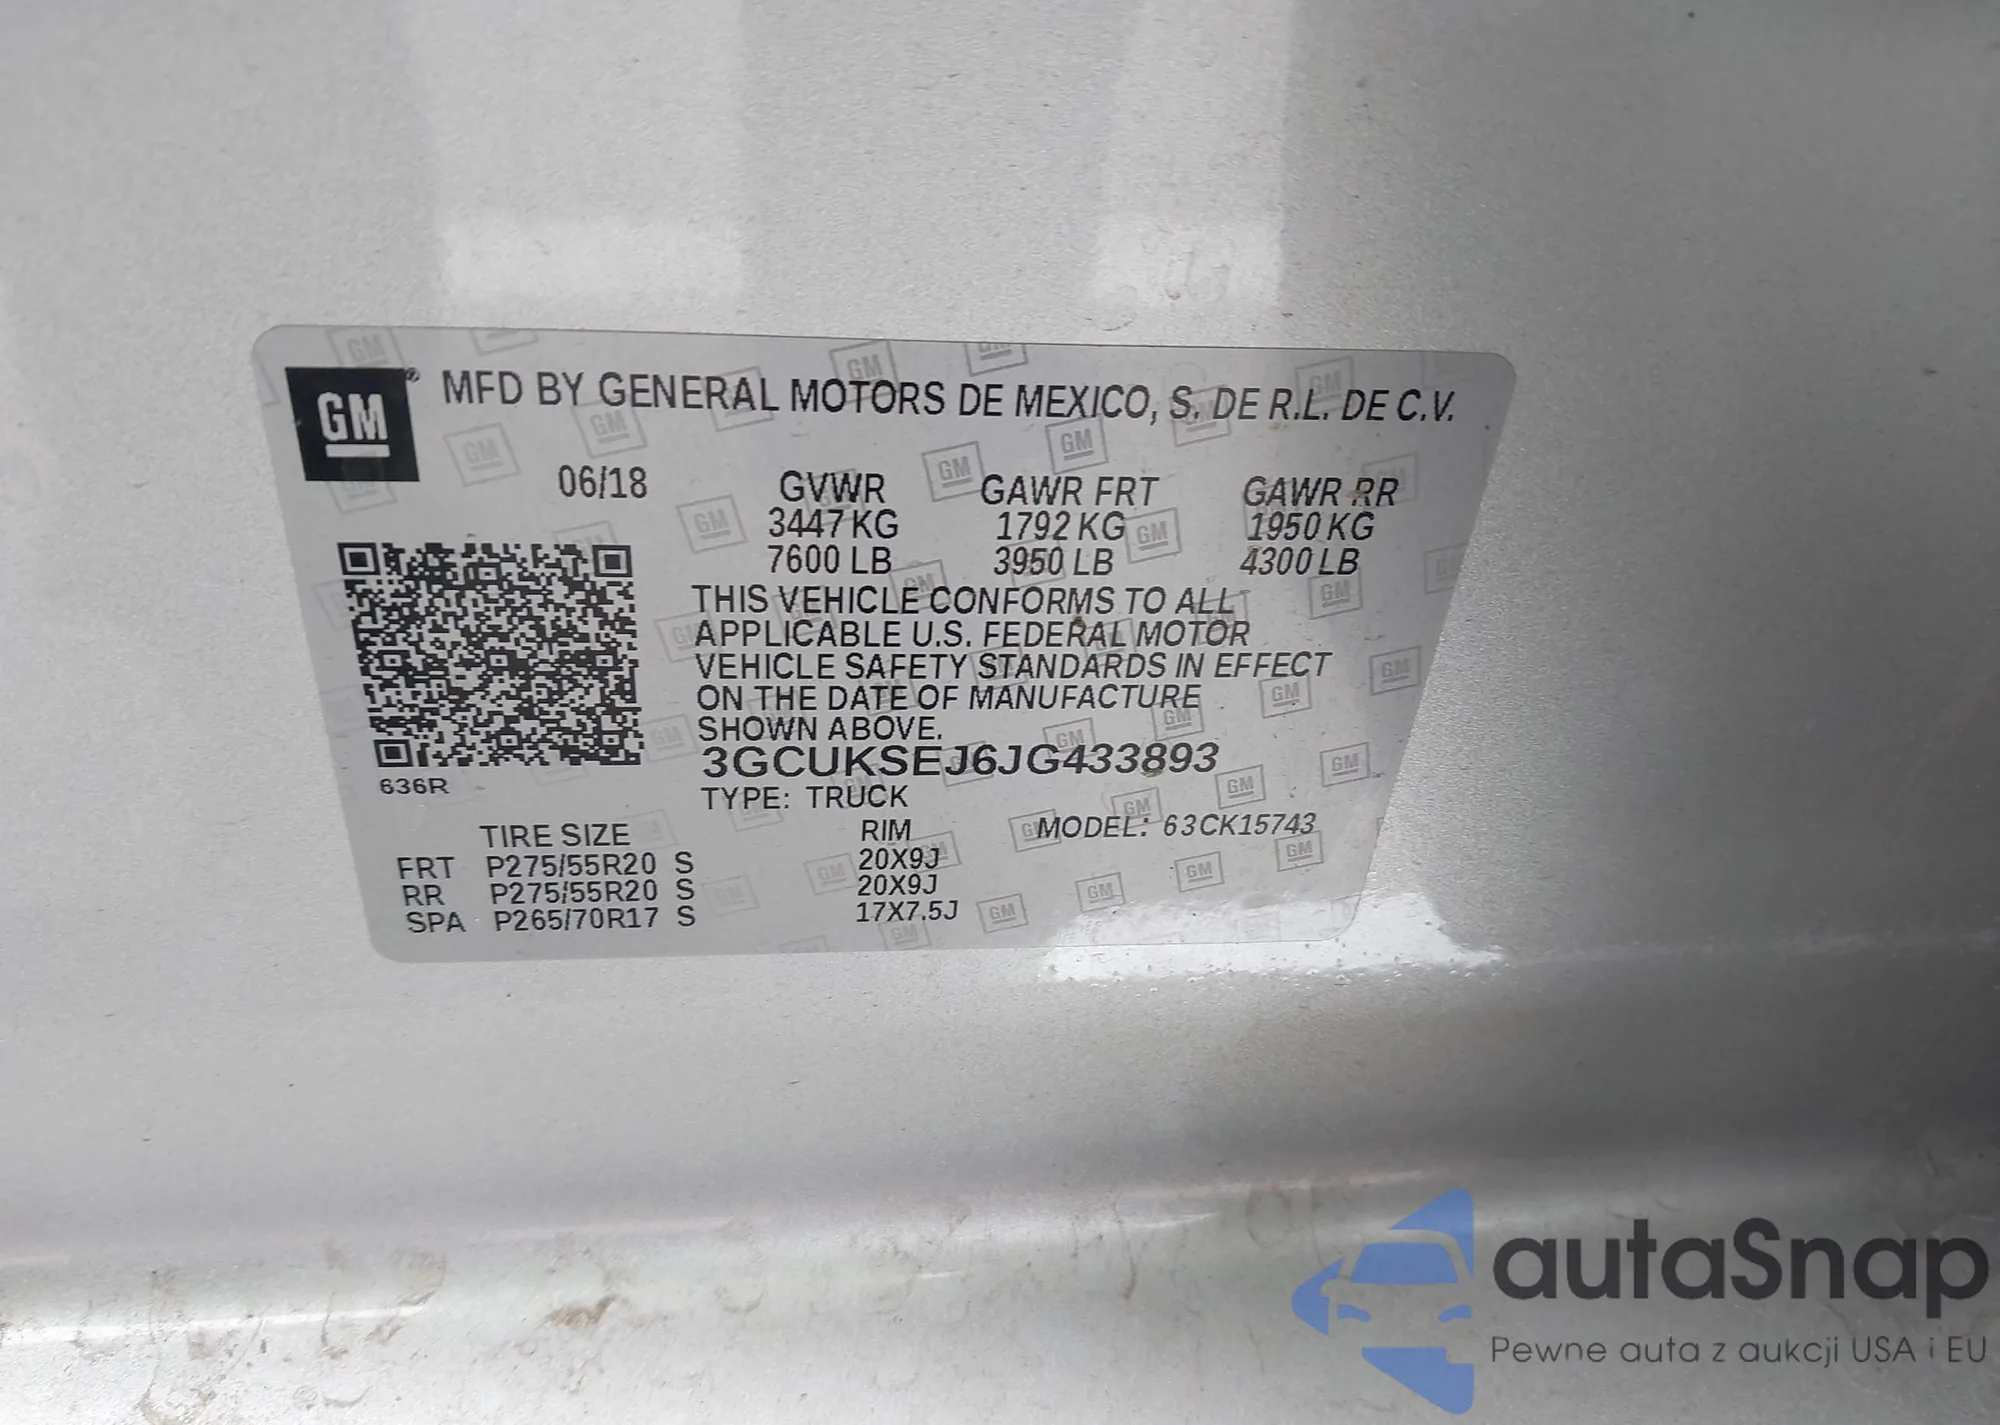 GM® MFD BY GENERAL MOTORS DE MEXICO, S. DE R.L. DE C.V.
06/18 GVWR GAWR FRT GAWR RR
3447 KG 1792 KG 1950 KG
7600 LB 3950 LB 4300 LB
THIS VEHICLE CONFORMS TO ALL
APPLICABLE U.S. FEDERAL MOTOR
VEHICLE SAFETY STANDARDS IN EFFECT
ON THE DATE OF MANUFACTURE
SHOWN ABOVE.
3GCUKSEJ6JG433893
636R
TYPE: TRUCK
TIRE SIZE RIM MODEL: 63CK15743
FRT P275/55R20 S 20X9J
RR P275/55R20 S 20X9J
SPA P265/70R17 S 17X7.5J
autaSnap
Pewne auta z aukcji USA i EU